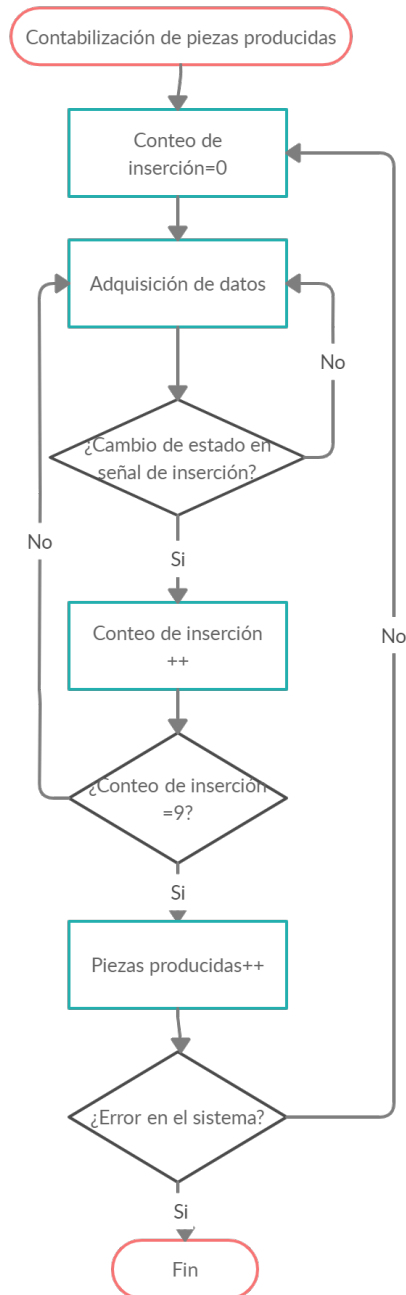 Contabilización de piezas producidas
Conteo de
inserción=0
Adquisición de datos
No
¿Cambio de estado en
señal de inserción?
No
Si
Conteo de inserción
++
No
¿Conteo de inserción
=9?
Si
Piezas producidas++
¿Error en el sistema?
Si
Fin